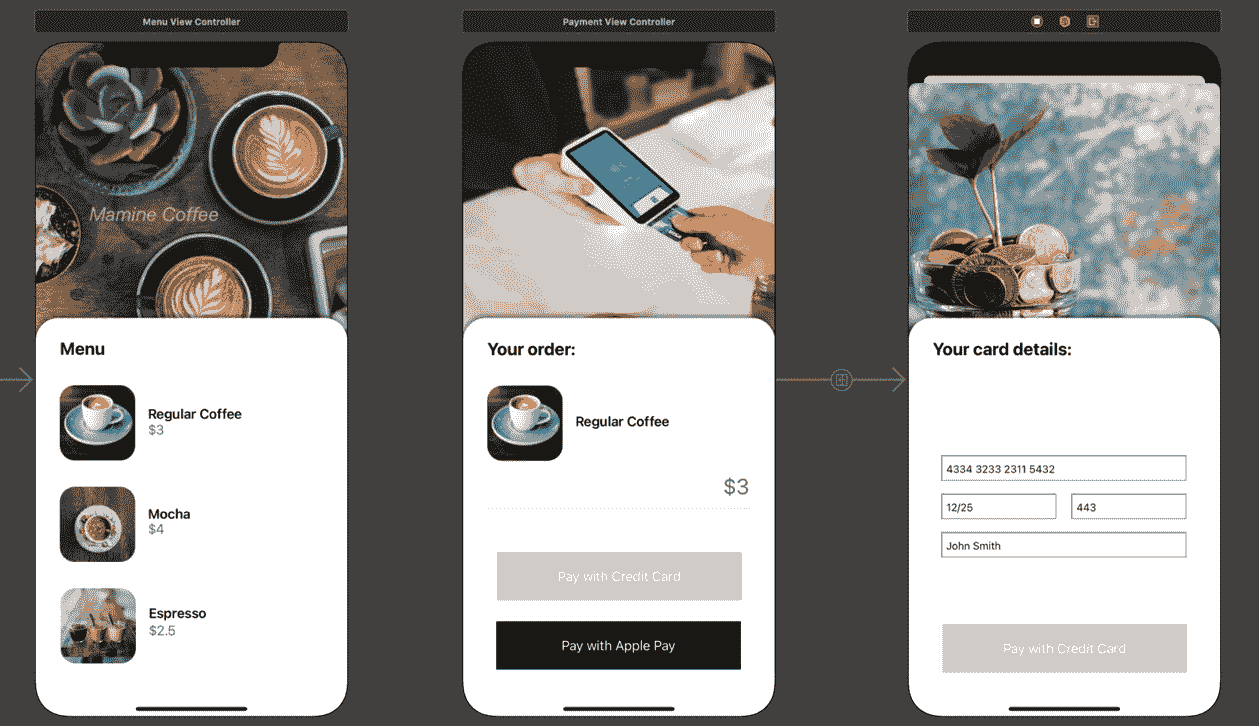 Menu View Controller
Mamine Coffee
Menu
Regular Coffee
$3
Mocha
$4
Espresso
$2.5
Payment View Controller
Your order:
Regular Coffee
$3
Pay with Credit Card
Pay with Apple Pay
Your card details:
4334 3233 2311 5432
12/25
443
John Smith
Pay with Credit Card